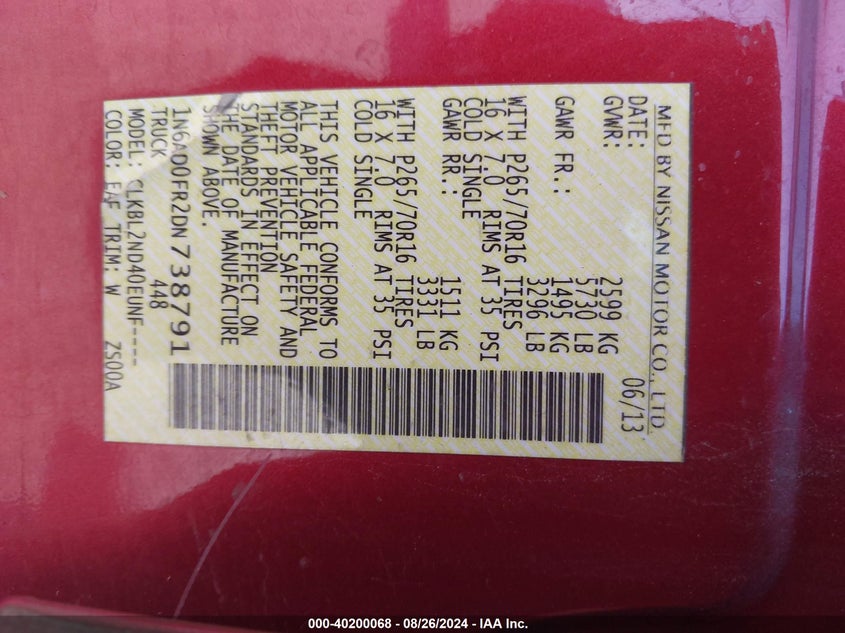 MFD BY NISSAN MOTOR CO., LTD.
DATE: 06/13
GVWR: 2599 KG
5730 LB
GAWR FR.: 1495 KG
3296 LB
WITH P265/70R16 TIRES
16 X 7.0 RIMS AT 35 PSI
COLD SINGLE
GAWR RR.: 1511 KG
3331 LB
WITH P265/70R16 TIRES
16 X 7.0 RIMS AT 35 PSI
COLD SINGLE
THIS VEHICLE CONFORMS TO
ALL APPLICABLE FEDERAL
MOTOR VEHICLE SAFETY AND
THEFT PREVENTION
STANDARDS IN EFFECT ON
THE DATE OF MANUFACTURE
SHOWN ABOVE.
1N6AD0FR2DN738791
TRUCK 448
MODEL: CLKBL2ND40EUNF----
COLOR: EAF TRIM: W ZS00A
000-40200068 - 08/26/2024 - IAA Inc.